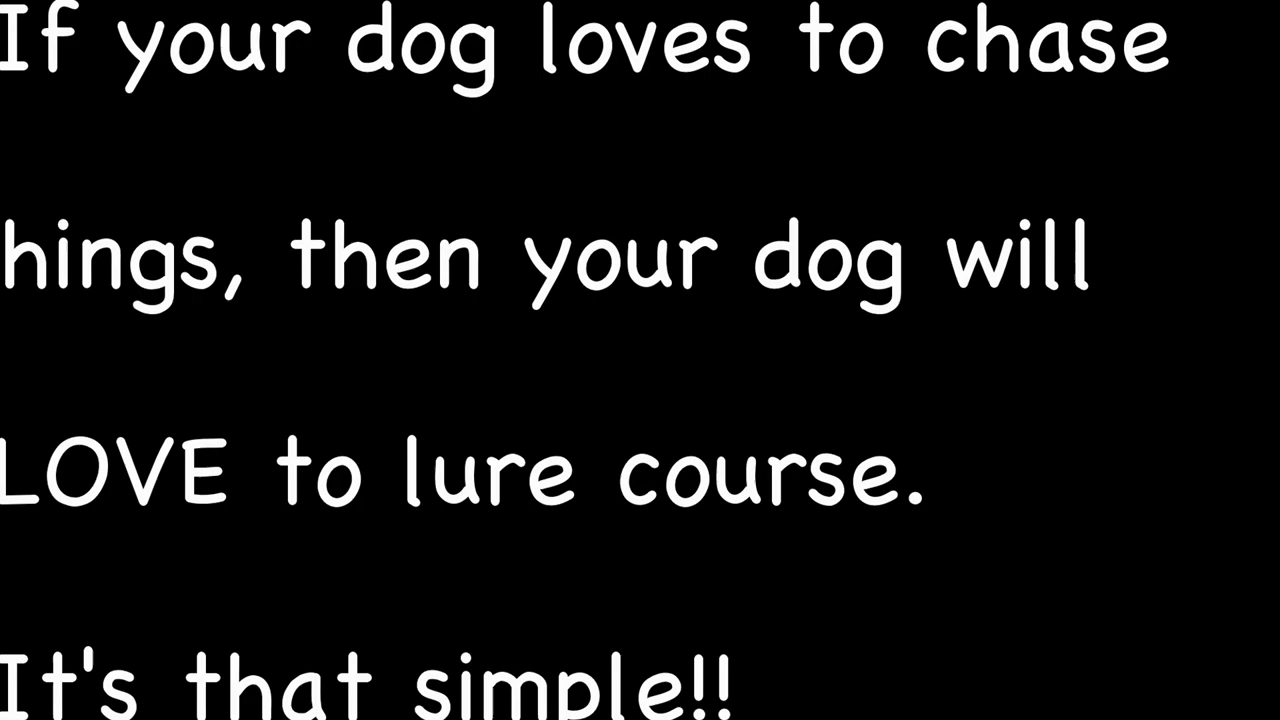 If your dog loves to chase
hings, then your dog will
LOVE to lure course.
It's that simple!!